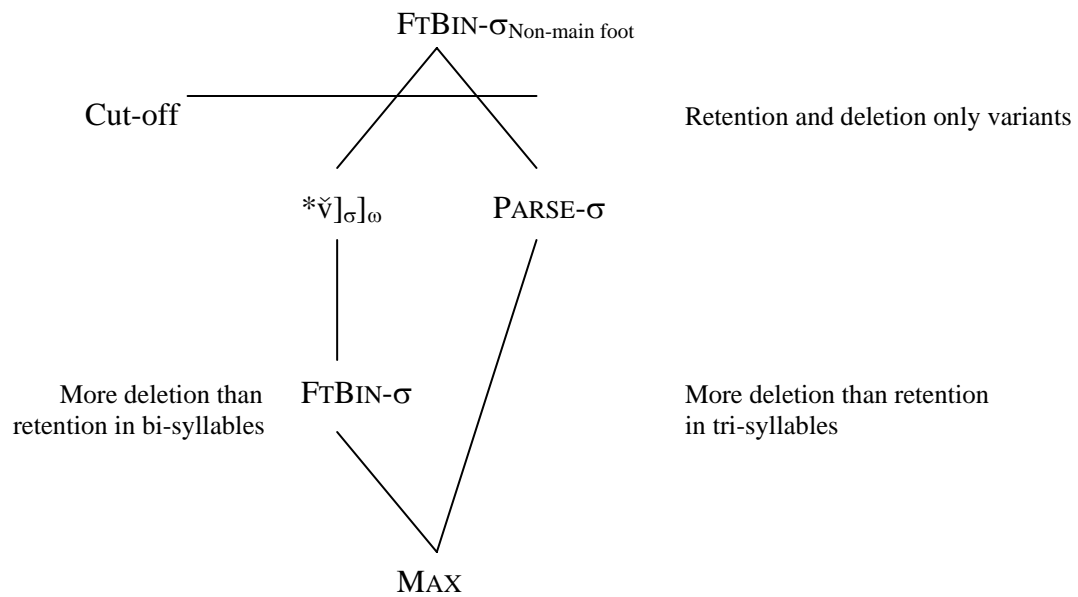 FTBIN-σNon-main foot
Cut-off
Retention and deletion only variants
*v̌]σ]ω
PARSE-σ
More deletion than
retention in bi-syllables
FTBIN-σ
More deletion than retention
in tri-syllables
MAX